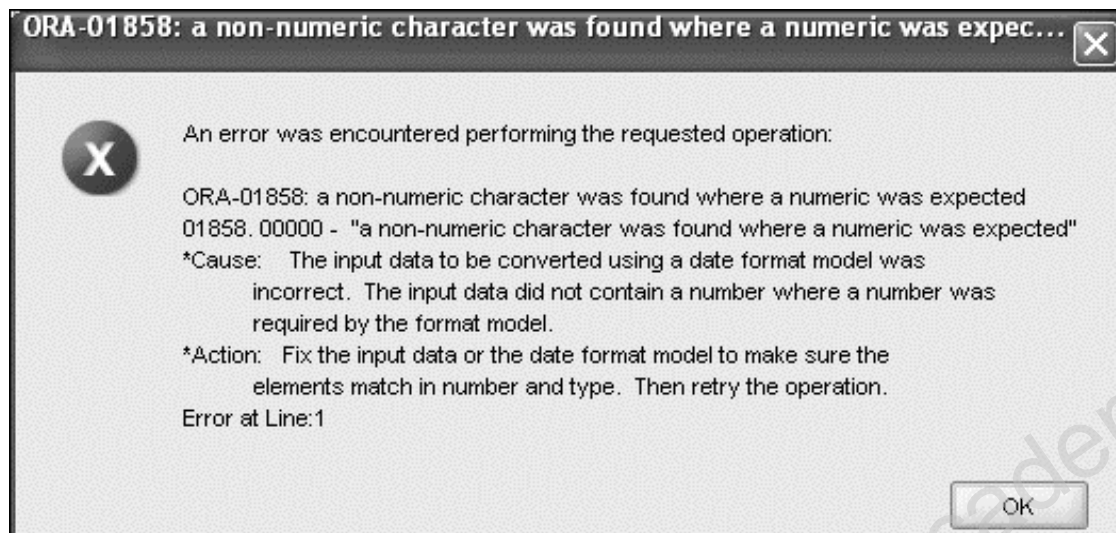 ORA-01858: a non-numeric character was found where a numeric was expec...
An error was encountered performing the requested operation:
ORA-01858: a non-numeric character was found where a numeric was expected
01858. 00000 - "a non-numeric character was found where a numeric was expected"
*Cause: The input data to be converted using a date format model was
incorrect. The input data did not contain a number where a number was
required by the format model.
*Action: Fix the input data or the date format model to make sure the
elements match in number and type. Then retry the operation.
Error at Line:1
OK